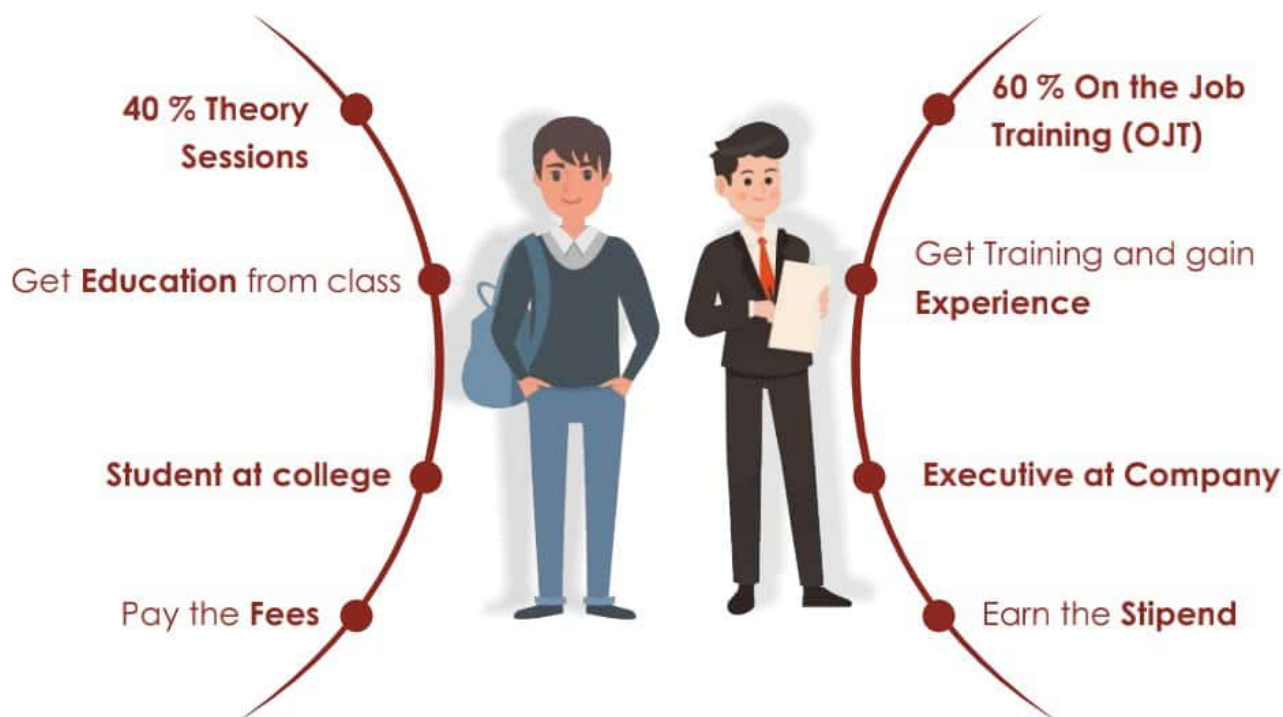 40 % Theory
Sessions
Get Education from class
Student at college
Pay the Fees
60 % On the Job
Training (OJT)
Get Training and gain
Experience
Executive at Company
Earn the Stipend